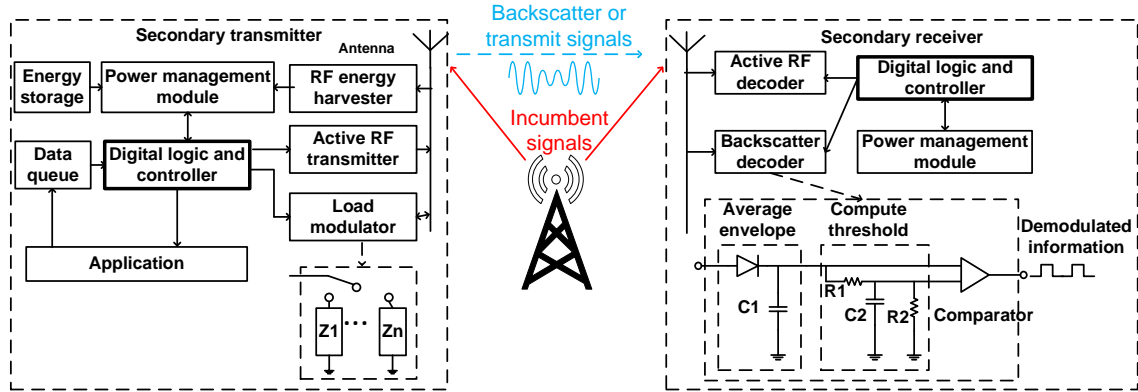 Secondary transmitter
Antenna
Energy
storage
Power management
module
RF energy
harvester
Active RF
transmitter
Data
queue
Digital logic and
controller
Load
modulator
Application
Z1
•••
Zn
Backscatter or
transmit signals
Incumbent
signals
Secondary receiver
Active RF
decoder
Digital logic and
controller
Backscatter
decoder
Power management
module
Average
envelope
Compute
threshold
Demodulated
information
R1
C1
C2
R2
Comparator